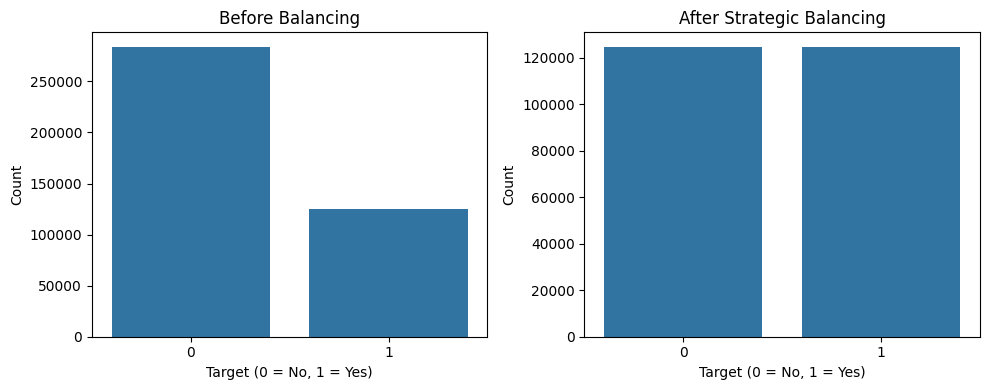 Before Balancing
250000
200000
150000
100000
50000
0
Count
0 1
Target (0 = No, 1 = Yes)
After Strategic Balancing
120000
100000
80000
60000
40000
20000
0
Count
0 1
Target (0 = No, 1 = Yes)